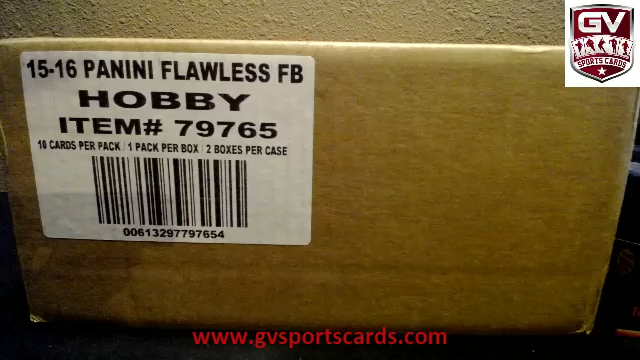 15-16 PANINI FLAWLESS FB
HOBBY
ITEM# 79765
10 CARDS PER PACK / 1 PACK PER BOX / 2 BOXES PER CASE
00613297797654
GV
SPORTS CARDS
www.gvsportscards.com